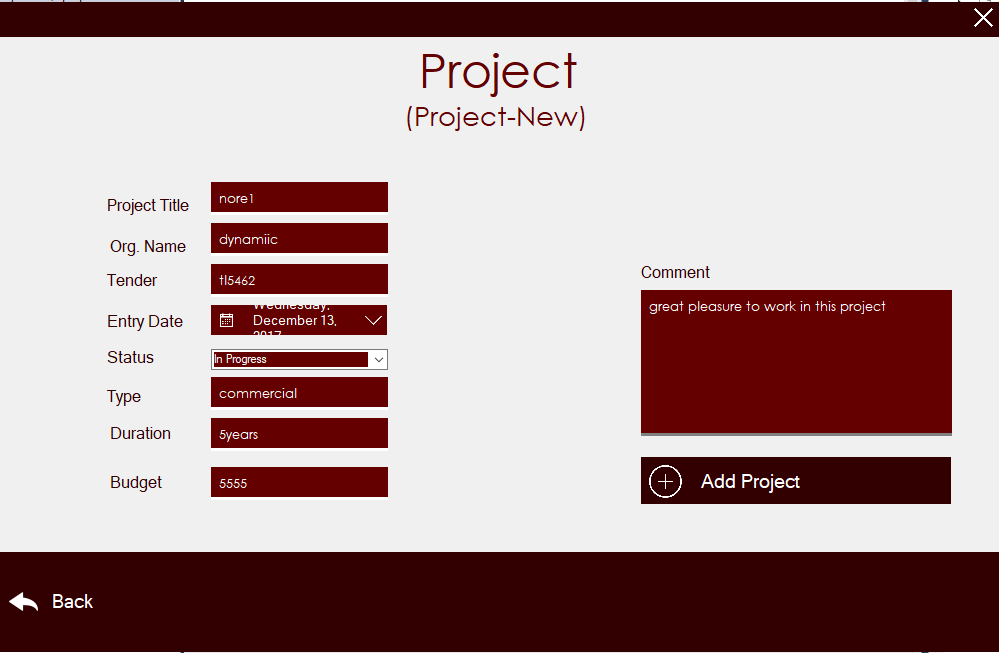 Project
(Project-New)
Project Title
nore1
Org. Name
dynamiic
Tender
tl5462
Entry Date
Wednesday,
December 13,
2017
Status
In Progress
Type
commercial
Duration
5years
Budget
5555
Comment
great pleasure to work in this project
Add Project
Back